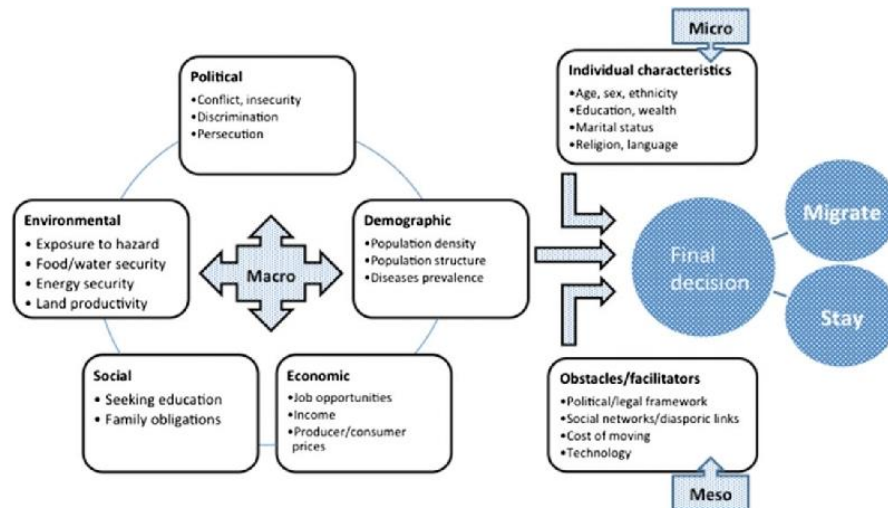 Micro
Political
•Conflict, insecurity
•Discrimination
•Persecution
Individual characteristics
•Age, sex, ethnicity
•Education, wealth
•Marital status
•Religion, language
Environmental
• Exposure to hazard
• Food/water security
• Energy security
• Land productivity
Macro
Demographic
•Population density
•Population structure
•Diseases prevalence
Final
decision
Migrate
Stay
Social
• Seeking education
• Family obligations
Economic
•Job opportunities
•Income
•Producer/consumer
prices
Obstacles/facilitators
•Political/legal framework
•Social networks/diasporic links
•Cost of moving
•Technology
Meso